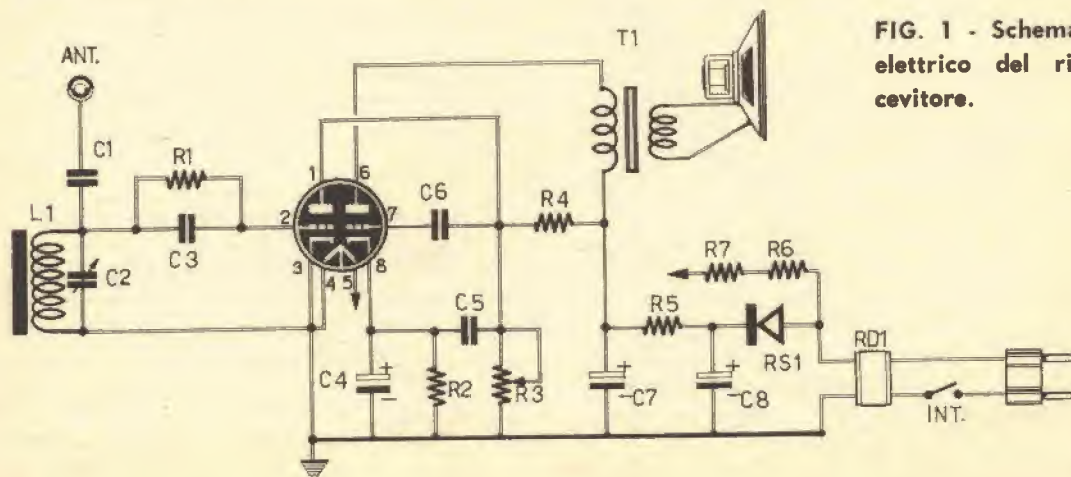 ANT.
T1
FIG. 1 - Schema
elettrico del ri-
cevitore.
C1
R1
1
6
L1
C2
C3
2
7
C6
R4
3
4
5
8
R7
R6
C5
R5
RS1
RD1
C4
+
-
R2
R3
+
-
C7
+
-
C8
INT.